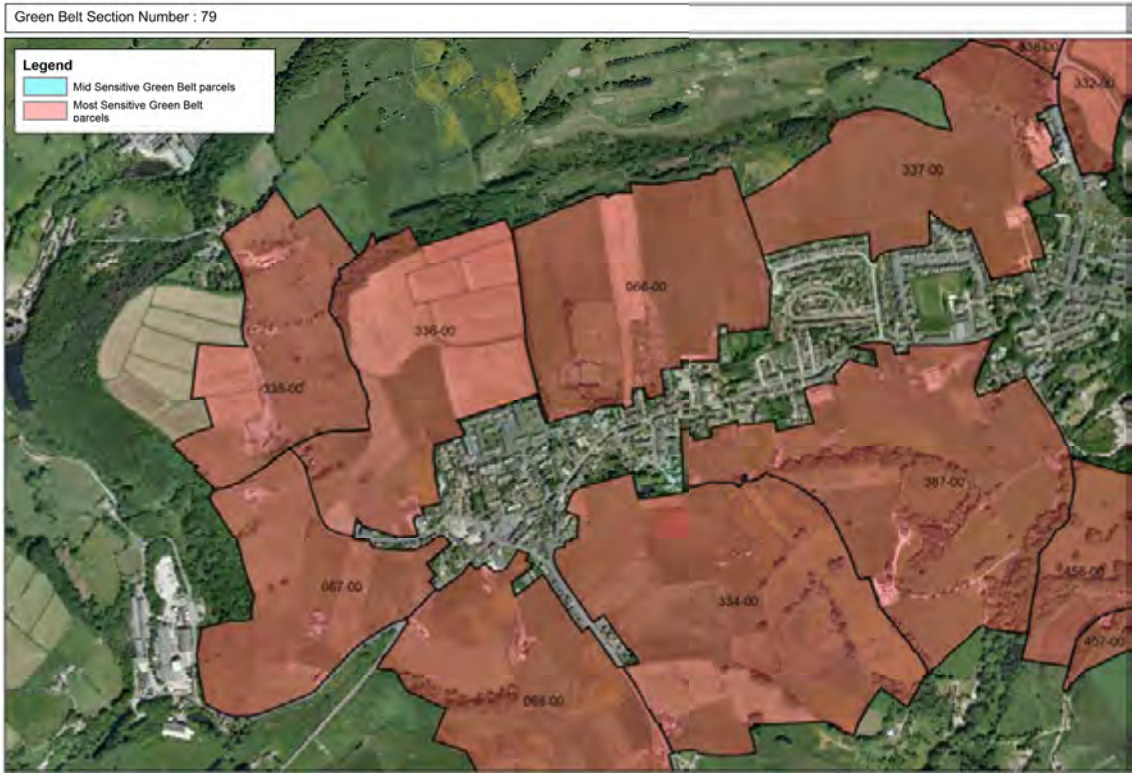 Green Belt Section Number : 79
Legend
Mid Sensitive Green Belt parcels
Most Sensitive Green Belt
parcels
332-00
337-00
066-00
336-00
335-00
387-00
456-00
067-00
334-00
457-00
068-00